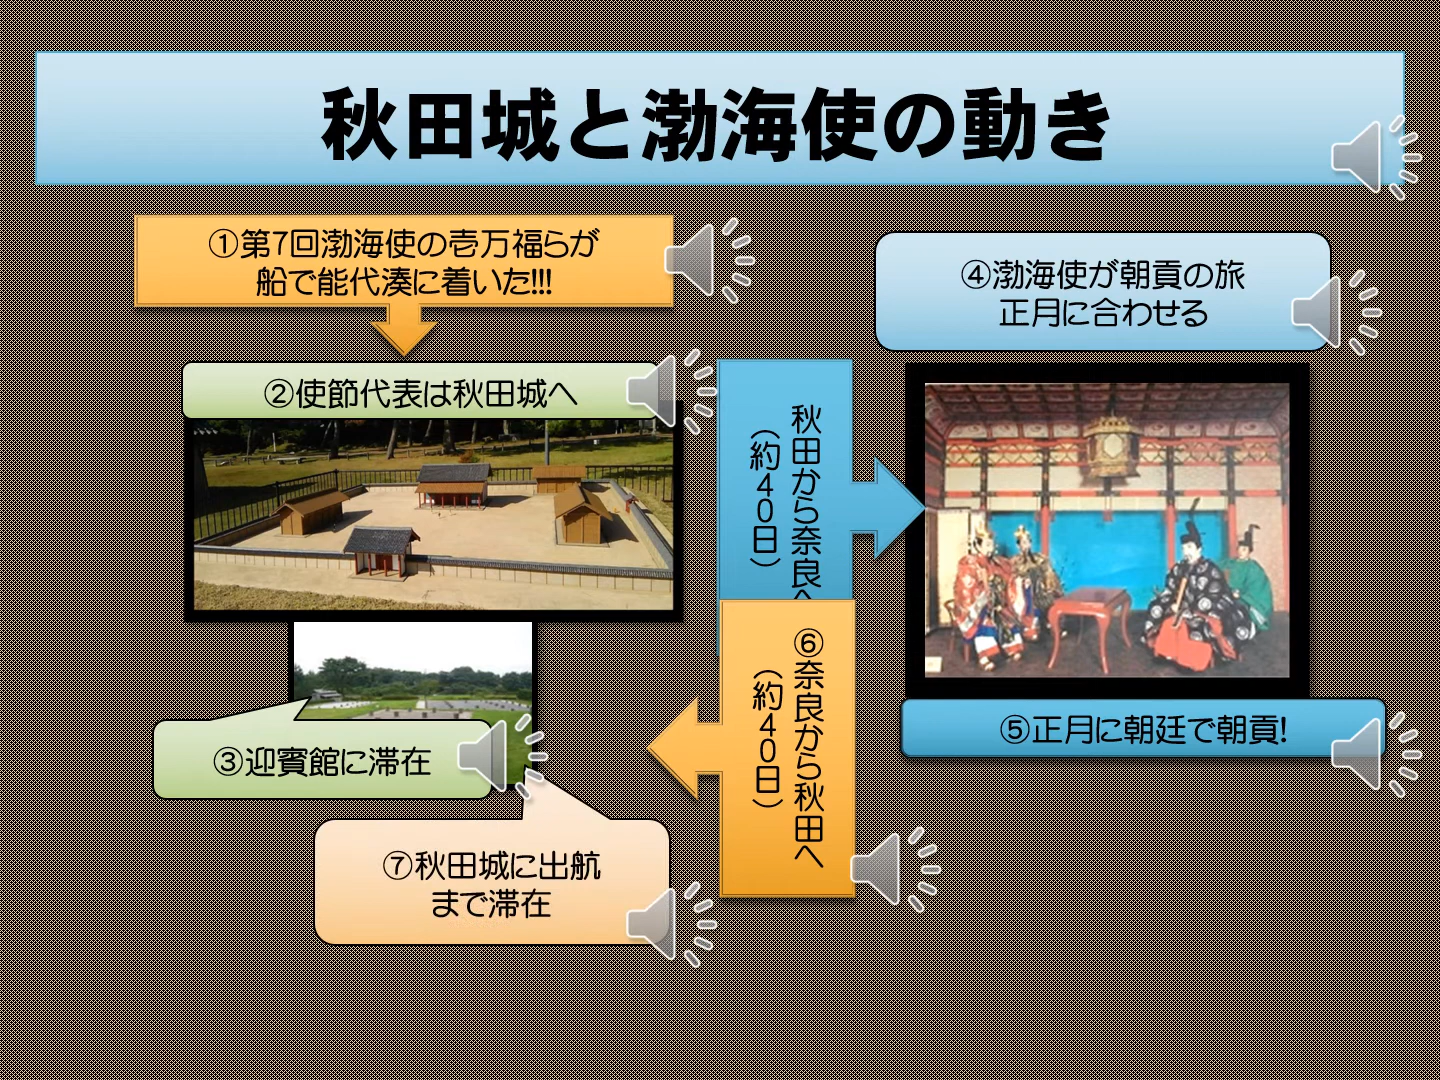 秋田城と渤海使の動き
①第7回渤海使の壱万福らが
船で能代湊に着いた!!!
②使節代表は秋田城へ
③迎賓館に滞在
④渤海使が朝貢の旅
正月に合わせる
秋田から奈良へ
（約４０日）
⑤正月に朝廷で朝貢!
⑥奈良から秋田へ
（約４０日）
⑦秋田城に出航
まで滞在